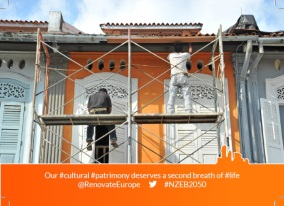 Our #cultural #patrimony deserves a second breath of #life
@RenovateEurope #NZEB2050